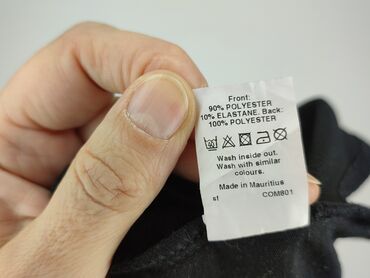 Front:
90% POLYESTER
10% ELASTANE. Back:
100% POLYESTER
Wash inside out.
Wash with similar
colours.
Made in Mauritius
sf COM801